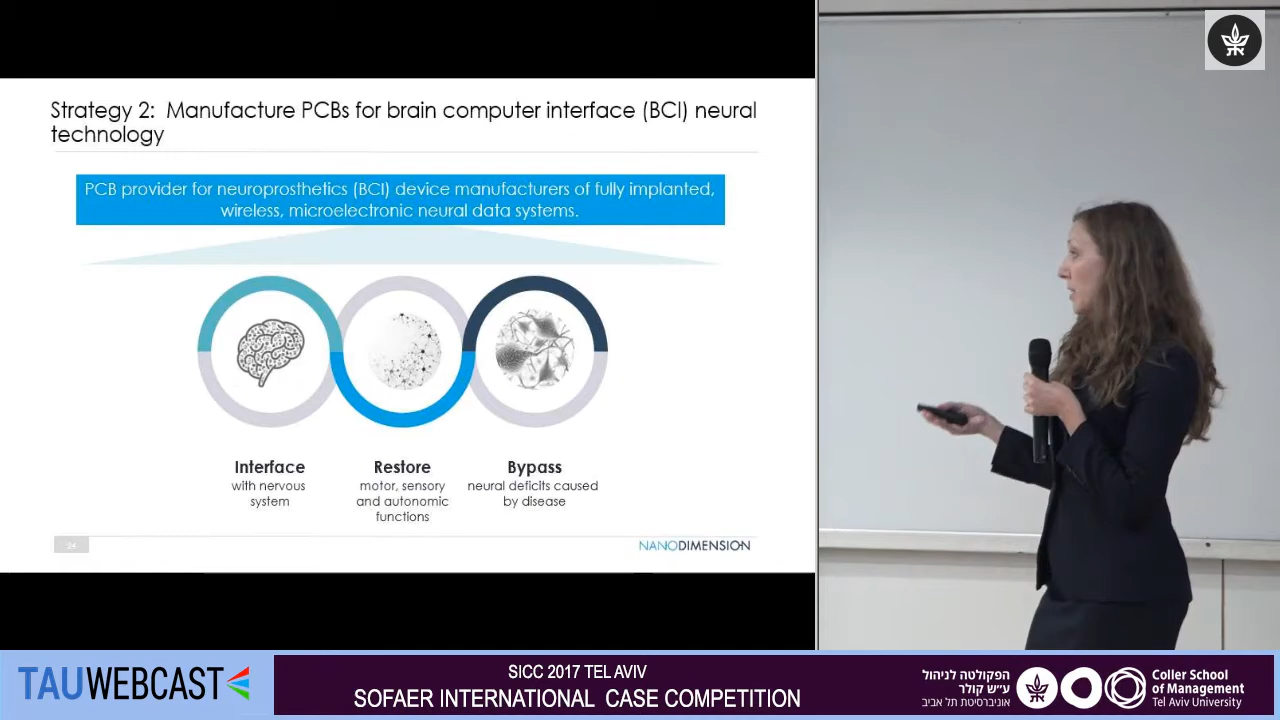 Strategy 2: Manufacture PCBs for brain computer interface (BCI) neural
technology
PCB provider for neuroprosthetics (BCI) device manufacturers of fully implanted,
wireless, microelectronic neural data systems.
Interface
with nervous
system
Restore
motor, sensory
and autonomic
functions
Bypass
neural deficits caused
by disease
24
NANODIMENSION
TAUWEBCAST
SICC 2017 TEL AVIV
SOFAER INTERNATIONAL CASE COMPETITION
הפקולטה לניהול
ע״ש קולר
אוניברסיטת תל אביב
Coller School
of Management
Tel Aviv University